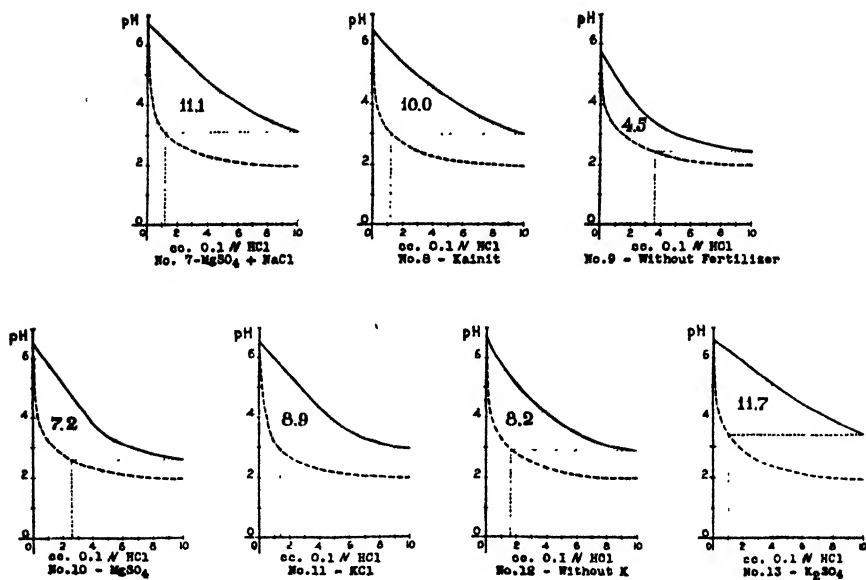 pH pH pH
6 6 6
11.1 10.0
4 4 4
4.5
2 2 2
0 0 0
0 2 4 6 8 10 0 2 4 6 8 10 0 2 4 6 8 10
cc. 0.1 N HCl cc. 0.1 N HCl cc. 0.1 N HCl
No. 7-MgSO₄ + NaCl No.8 - Kainit No.9 - Without Fertilizer
pH pH pH pH
6 6 6 6
7.2 8.9 8.2 11.7
4 4 4 4
2 2 2 2
0 0 0 0
0 2 4 6 8 10 0 2 4 6 8 10 0 2 4 6 8 10 0 2 4 6 8 10
cc. 0.1 N HCl cc. 0.1 N HCl cc. 0.1 N HCl cc. 0.1 N HCl
No.10 - MgSO₄ No.11 - KCl No.12 - Without K No.13 - K₂SO₄